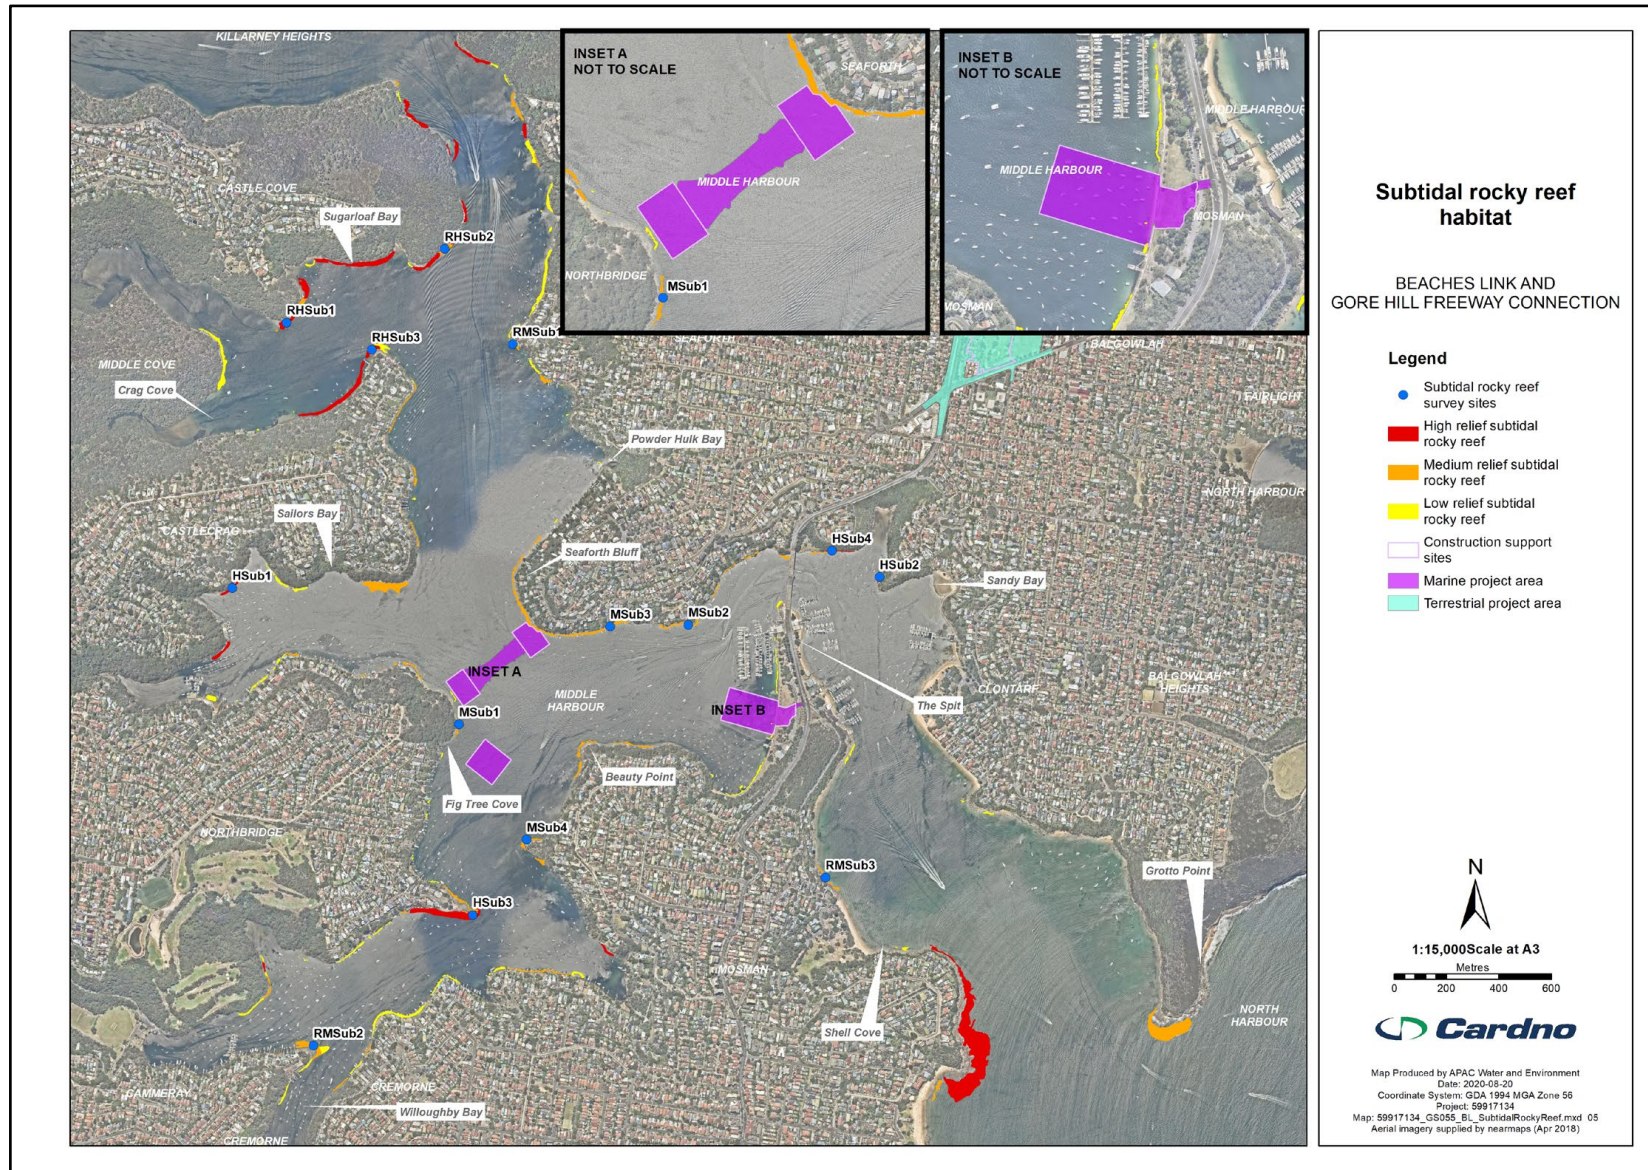 KILLARNEY HEIGHTS
INSET A
NOT TO SCALE
SEAFORTH
MIDDLE HARBOUR
NORTHBRIDGE
MSub1
INSET B
NOT TO SCALE
MIDDLE HARBOUR
MIDDLE HARBOUR
MOSMAN
MOSMAN
CASTLE COVE
Sugarloaf Bay
RHSub2
RHSub1
RHSub3
RMSub1
SEAFORTH
BALGOWLAH
MIDDLE COVE
Crag Cove
FAIRLIGHT
Powder Hulk Bay
NORTH HARBOUR
Sailors Bay
CASTLECRAG
Seaforth Bluff
HSub4
HSub1
HSub2
Sandy Bay
MSub3
MSub2
INSET A
CLONTARF
BALGOWLAH
HEIGHTS
MIDDLE
HARBOUR
INSET B
The Spit
MSub1
Beauty Point
Fig Tree Cove
NORTHBRIDGE
MSub4
RMSub3
Grotto Point
HSub3
MOSMAN
NORTH
HARBOUR
Shell Cove
RMSub2
CAMMERAY
CREMORNE
Willoughby Bay
CREMORNE
Subtidal rocky reef
habitat
BEACHES LINK AND
GORE HILL FREEWAY CONNECTION
Legend
Subtidal rocky reef
survey sites
High relief subtidal
rocky reef
Medium relief subtidal
rocky reef
Low relief subtidal
rocky reef
Construction support
sites
Marine project area
Terrestrial project area
N
1:15,000Scale at A3
Metres
0 200 400 600
Cardno
Map Produced by APAC Water and Environment
Date: 2020-08-20
Coordinate System: GDA 1994 MGA Zone 56
Project: 59917134
Map: 59917134_GS055_BL_SubtidalRockyReef.mxd 05
Aerial imagery supplied by nearmaps (Apr 2018)